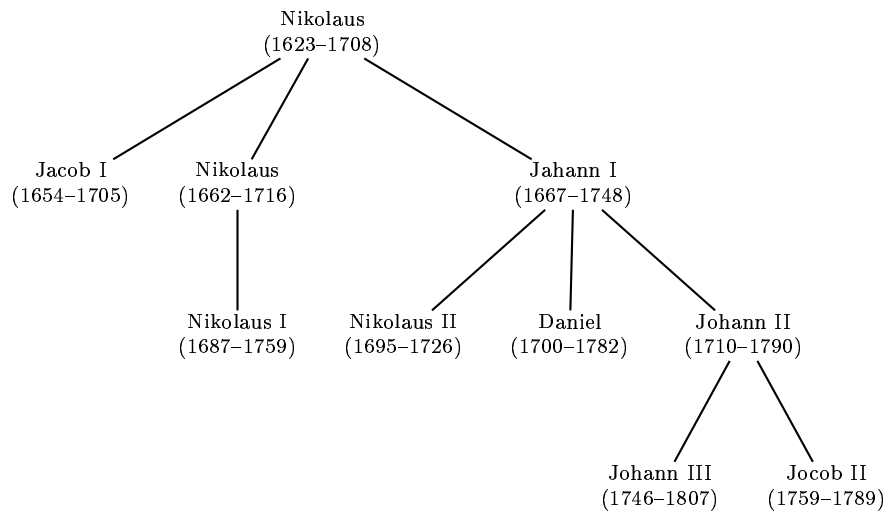 Nikolaus
(1623–1708)
Jacob I
(1654–1705)
Nikolaus
(1662–1716)
Jahann I
(1667–1748)
Nikolaus I
(1687–1759)
Nikolaus II
(1695–1726)
Daniel
(1700–1782)
Johann II
(1710–1790)
Johann III
(1746–1807)
Jocob II
(1759–1789)